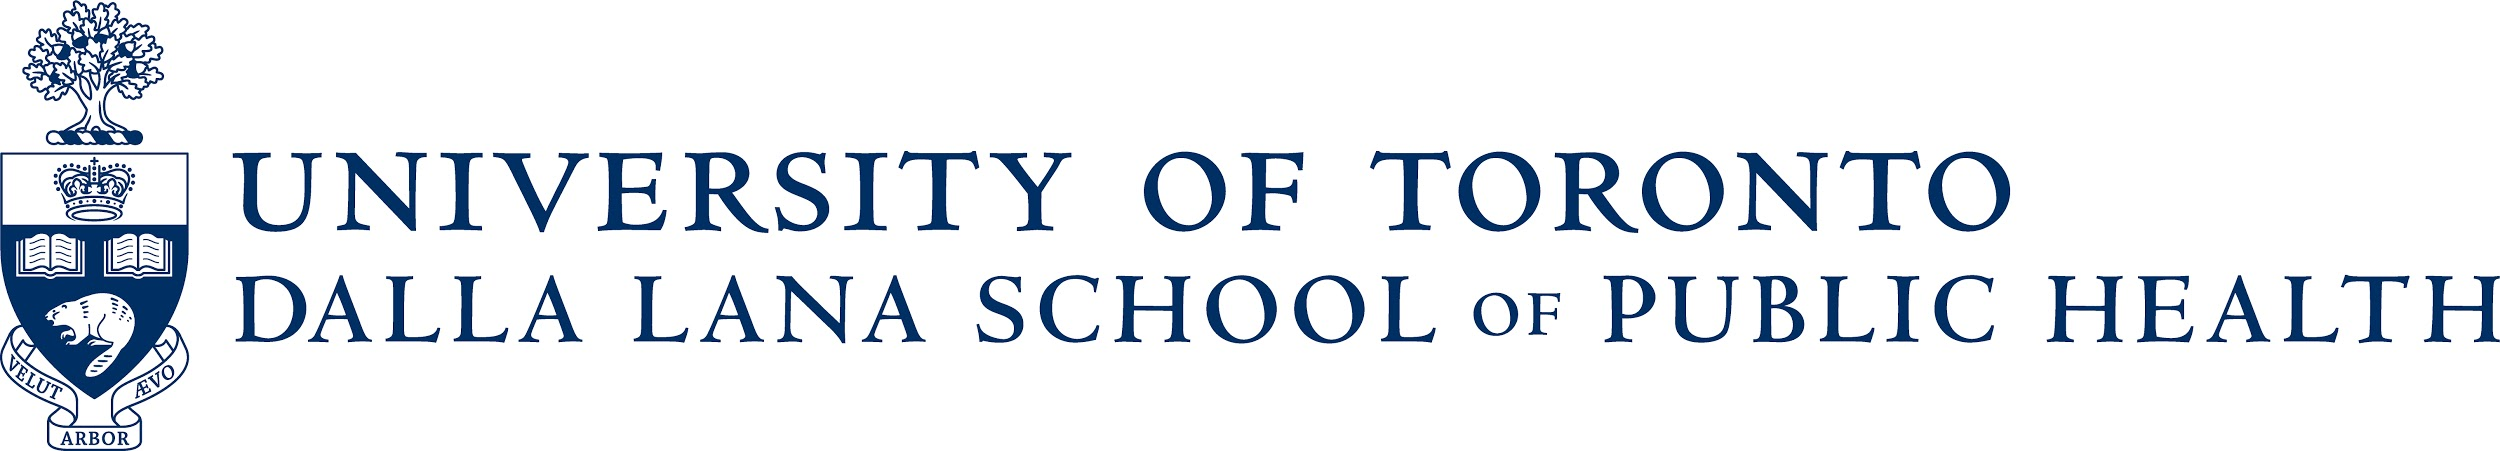 UNIVERSITY OF TORONTO
DALLA LANA SCHOOL OF PUBLIC HEALTH
VELUT
ARBOR
ÆVO